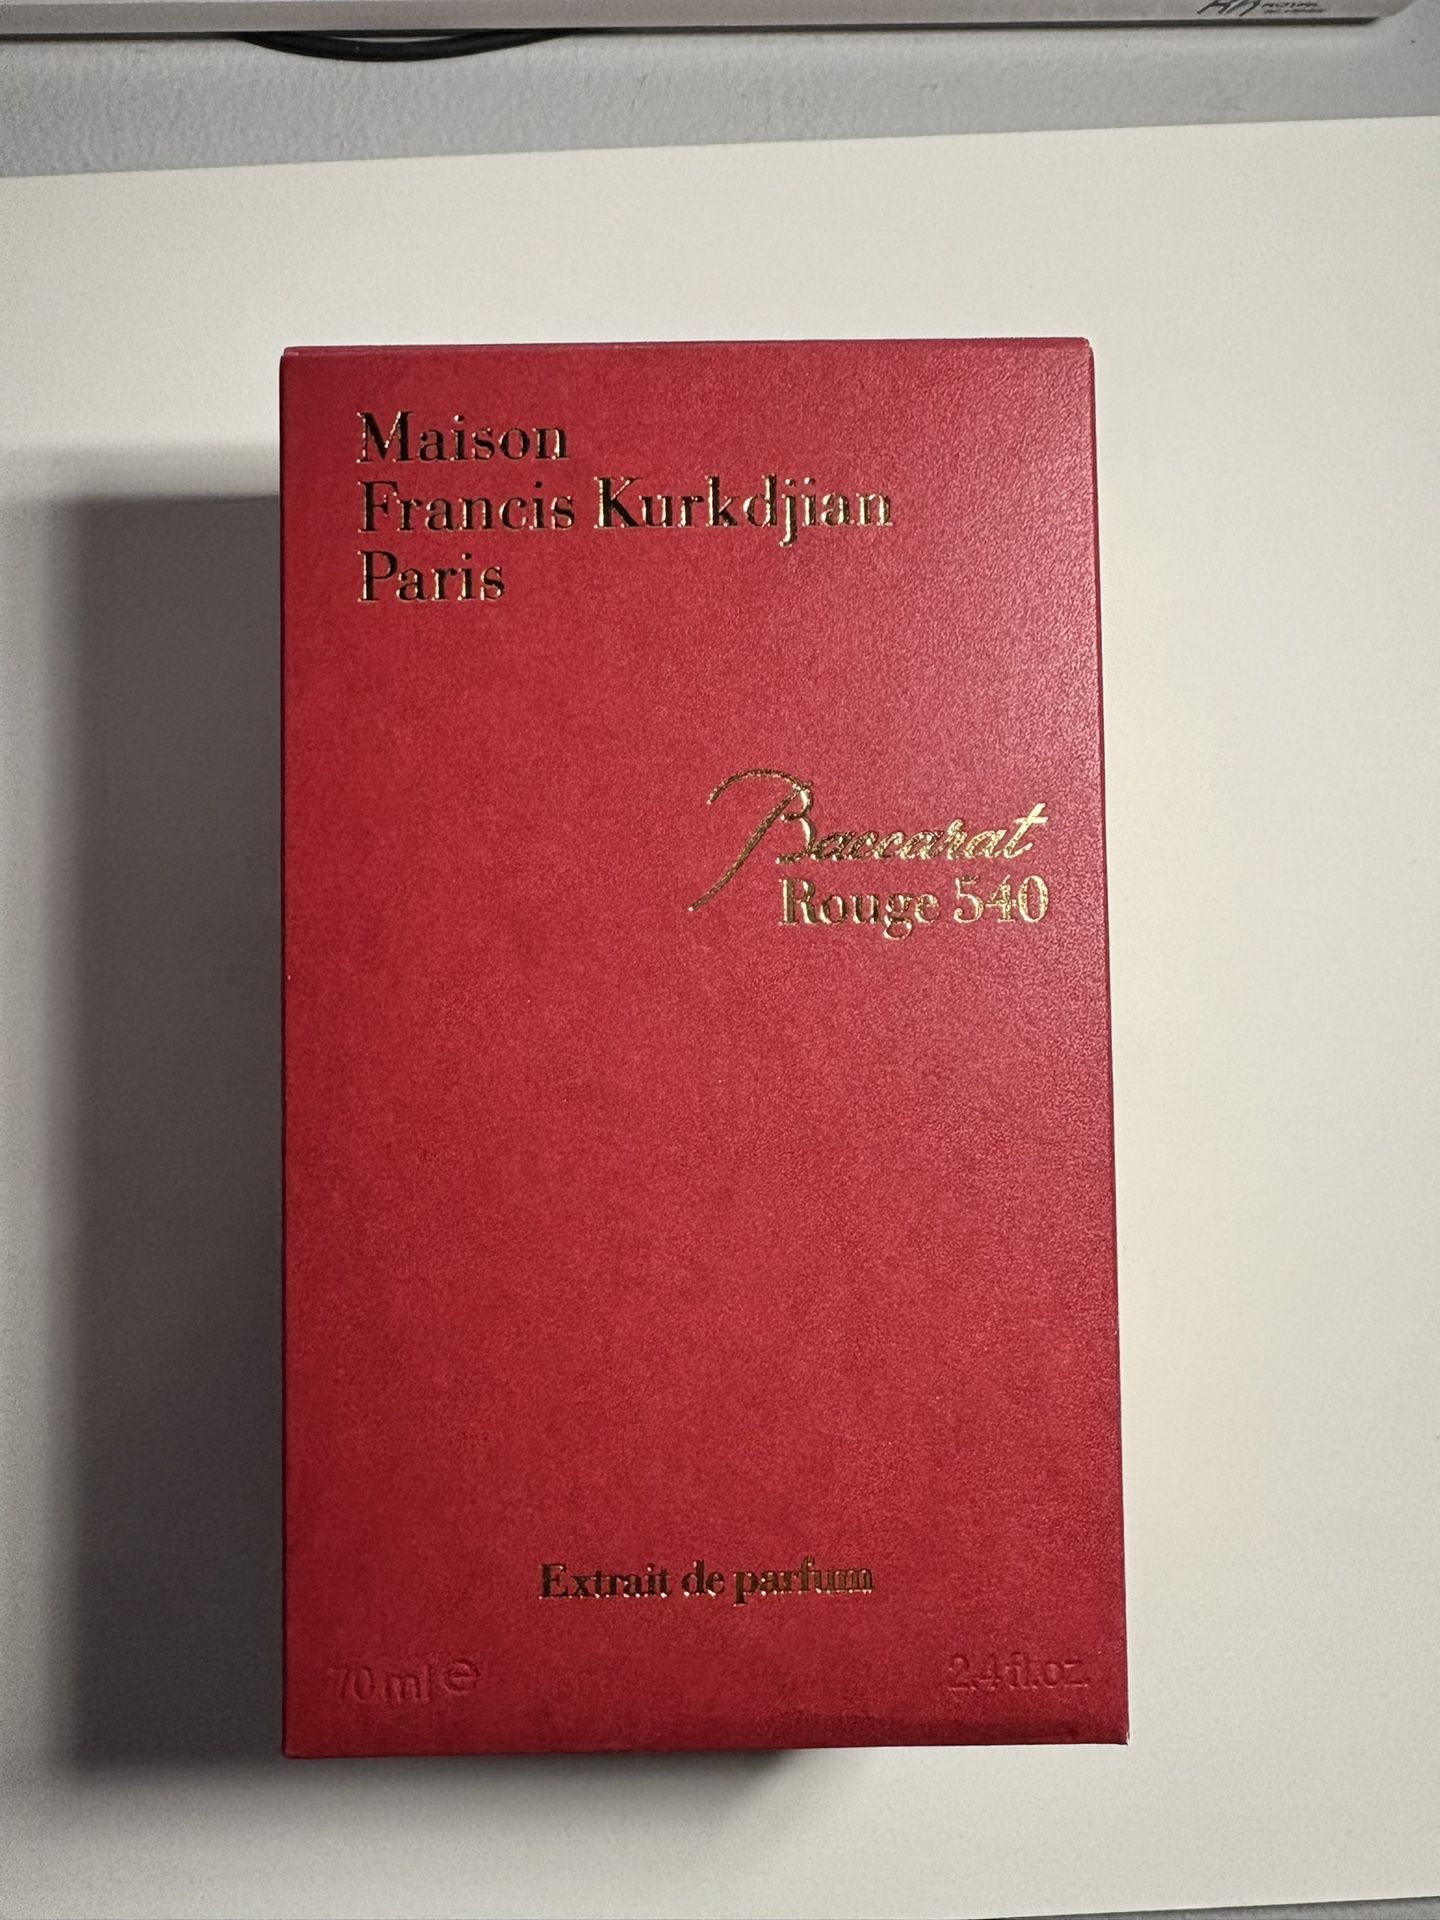 Maison
Francis Kurkdjian
Paris
Baccarat
Rouge 540
Extrait de parfum
70 ml e 2.4 fl.oz.